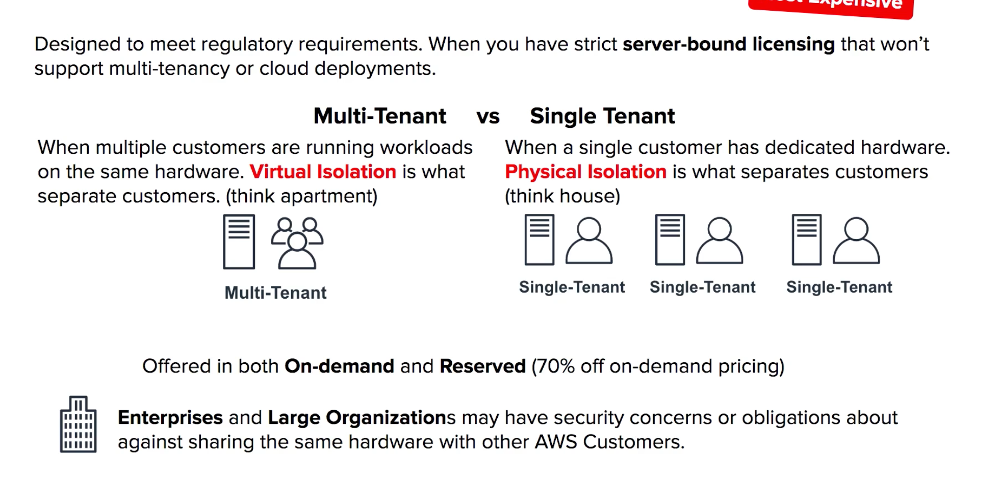 Expensive
Designed to meet regulatory requirements. When you have strict server-bound licensing that won’t
support multi-tenancy or cloud deployments.
Multi-Tenant vs Single Tenant
When multiple customers are running workloads
on the same hardware. Virtual Isolation is what
separate customers. (think apartment)
When a single customer has dedicated hardware.
Physical Isolation is what separates customers
(think house)
Multi-Tenant
Single-Tenant
Single-Tenant
Single-Tenant
Offered in both On-demand and Reserved (70% off on-demand pricing)
Enterprises and Large Organizations may have security concerns or obligations about
against sharing the same hardware with other AWS Customers.